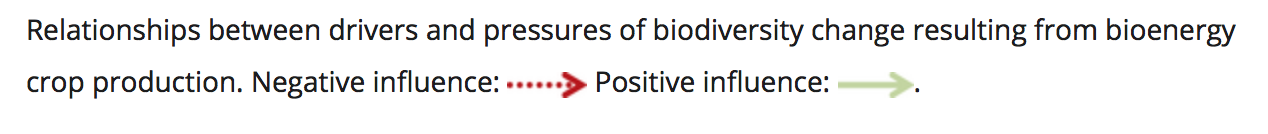 Relationships between drivers and pressures of biodiversity change resulting from bioenergy
crop production. Negative influence: Positive influence: .